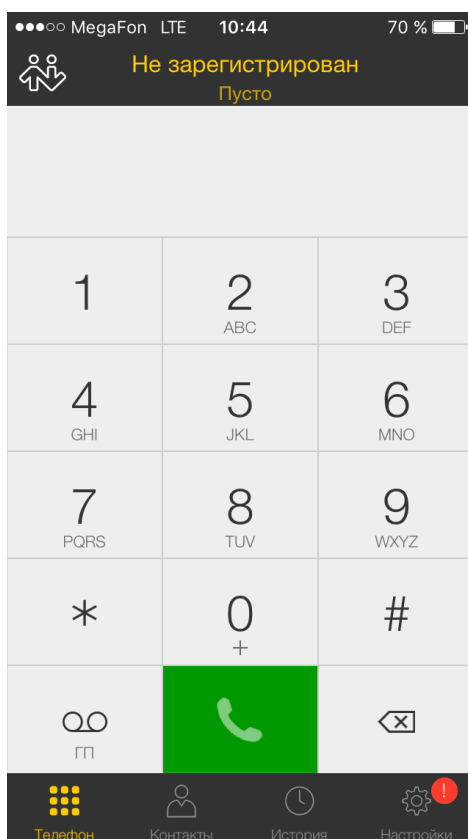 MegaFon LTE 10:44 70 %
Не зарегистрирован
Пусто
1 2 3
ABC DEF
4 5 6
GHI JKL MNO
7 8 9
PQRS TUV WXYZ
* 0 #
+
ГП
!
Телефон Контакты История Настройки